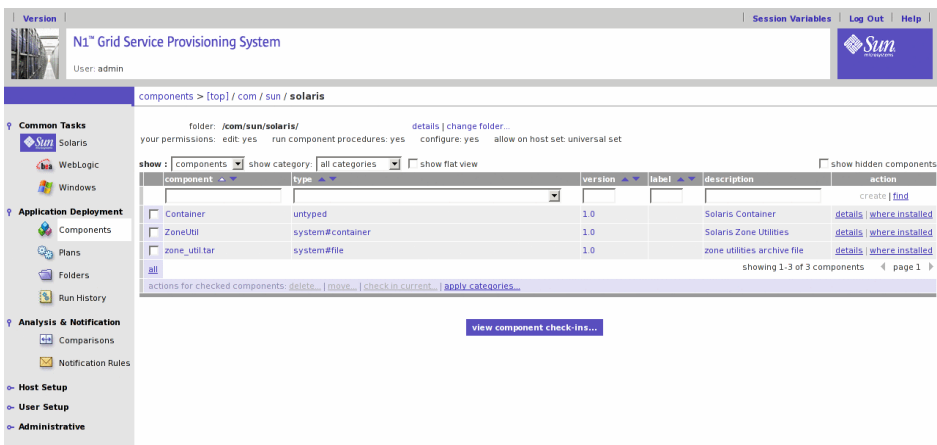 Version Session Variables Log Out Help
N1™ Grid Service Provisioning System
User: admin
Sun
microsystems
components > [top] / com / sun / solaris
Common Tasks
Sun Solaris
bea WebLogic
Windows
Application Deployment
Components
Plans
Folders
Run History
Analysis & Notification
Comparisons
Notification Rules
Host Setup
User Setup
Administrative
folder: /com/sun/solaris/ details | change folder...
your permissions: edit: yes run component procedures: yes configure: yes allow on host set: universal set
show : components show category: all categories show flat view show hidden components
component type version label description action
create | find
Container untyped 1.0 Solaris Container details | where installed
ZoneUtil system#container 1.0 Solaris Zone Utilities details | where installed
zone_util.tar system#file 1.0 zone utilities archive file details | where installed
all showing 1-3 of 3 components page 1
actions for checked components: delete... | move... | check in current... | apply categories...
view component check-ins...